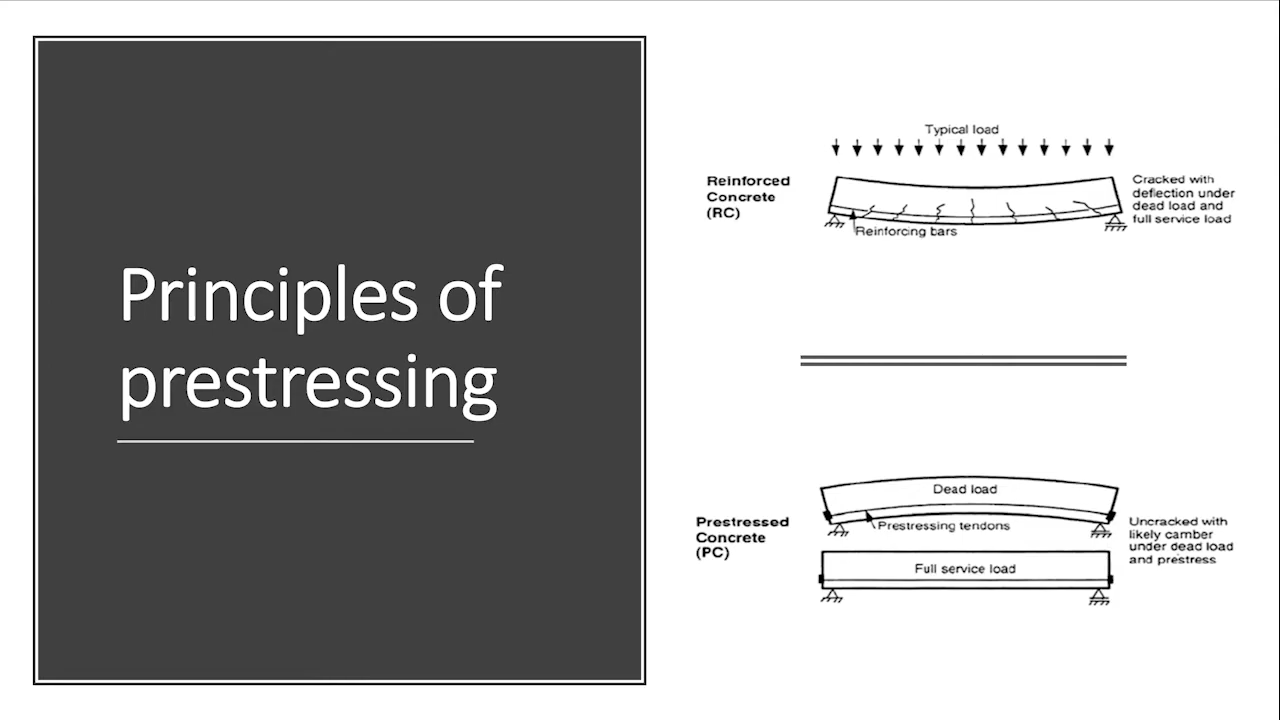 Principles of
prestressing
Typical load
Reinforced
Concrete
(RC)
Cracked with
deflection under
dead load and
full service load
Reinforcing bars
Dead load
Prestressing tendons
Prestressed
Concrete
(PC)
Uncracked with
likely camber
under dead load
and prestress
Full service load